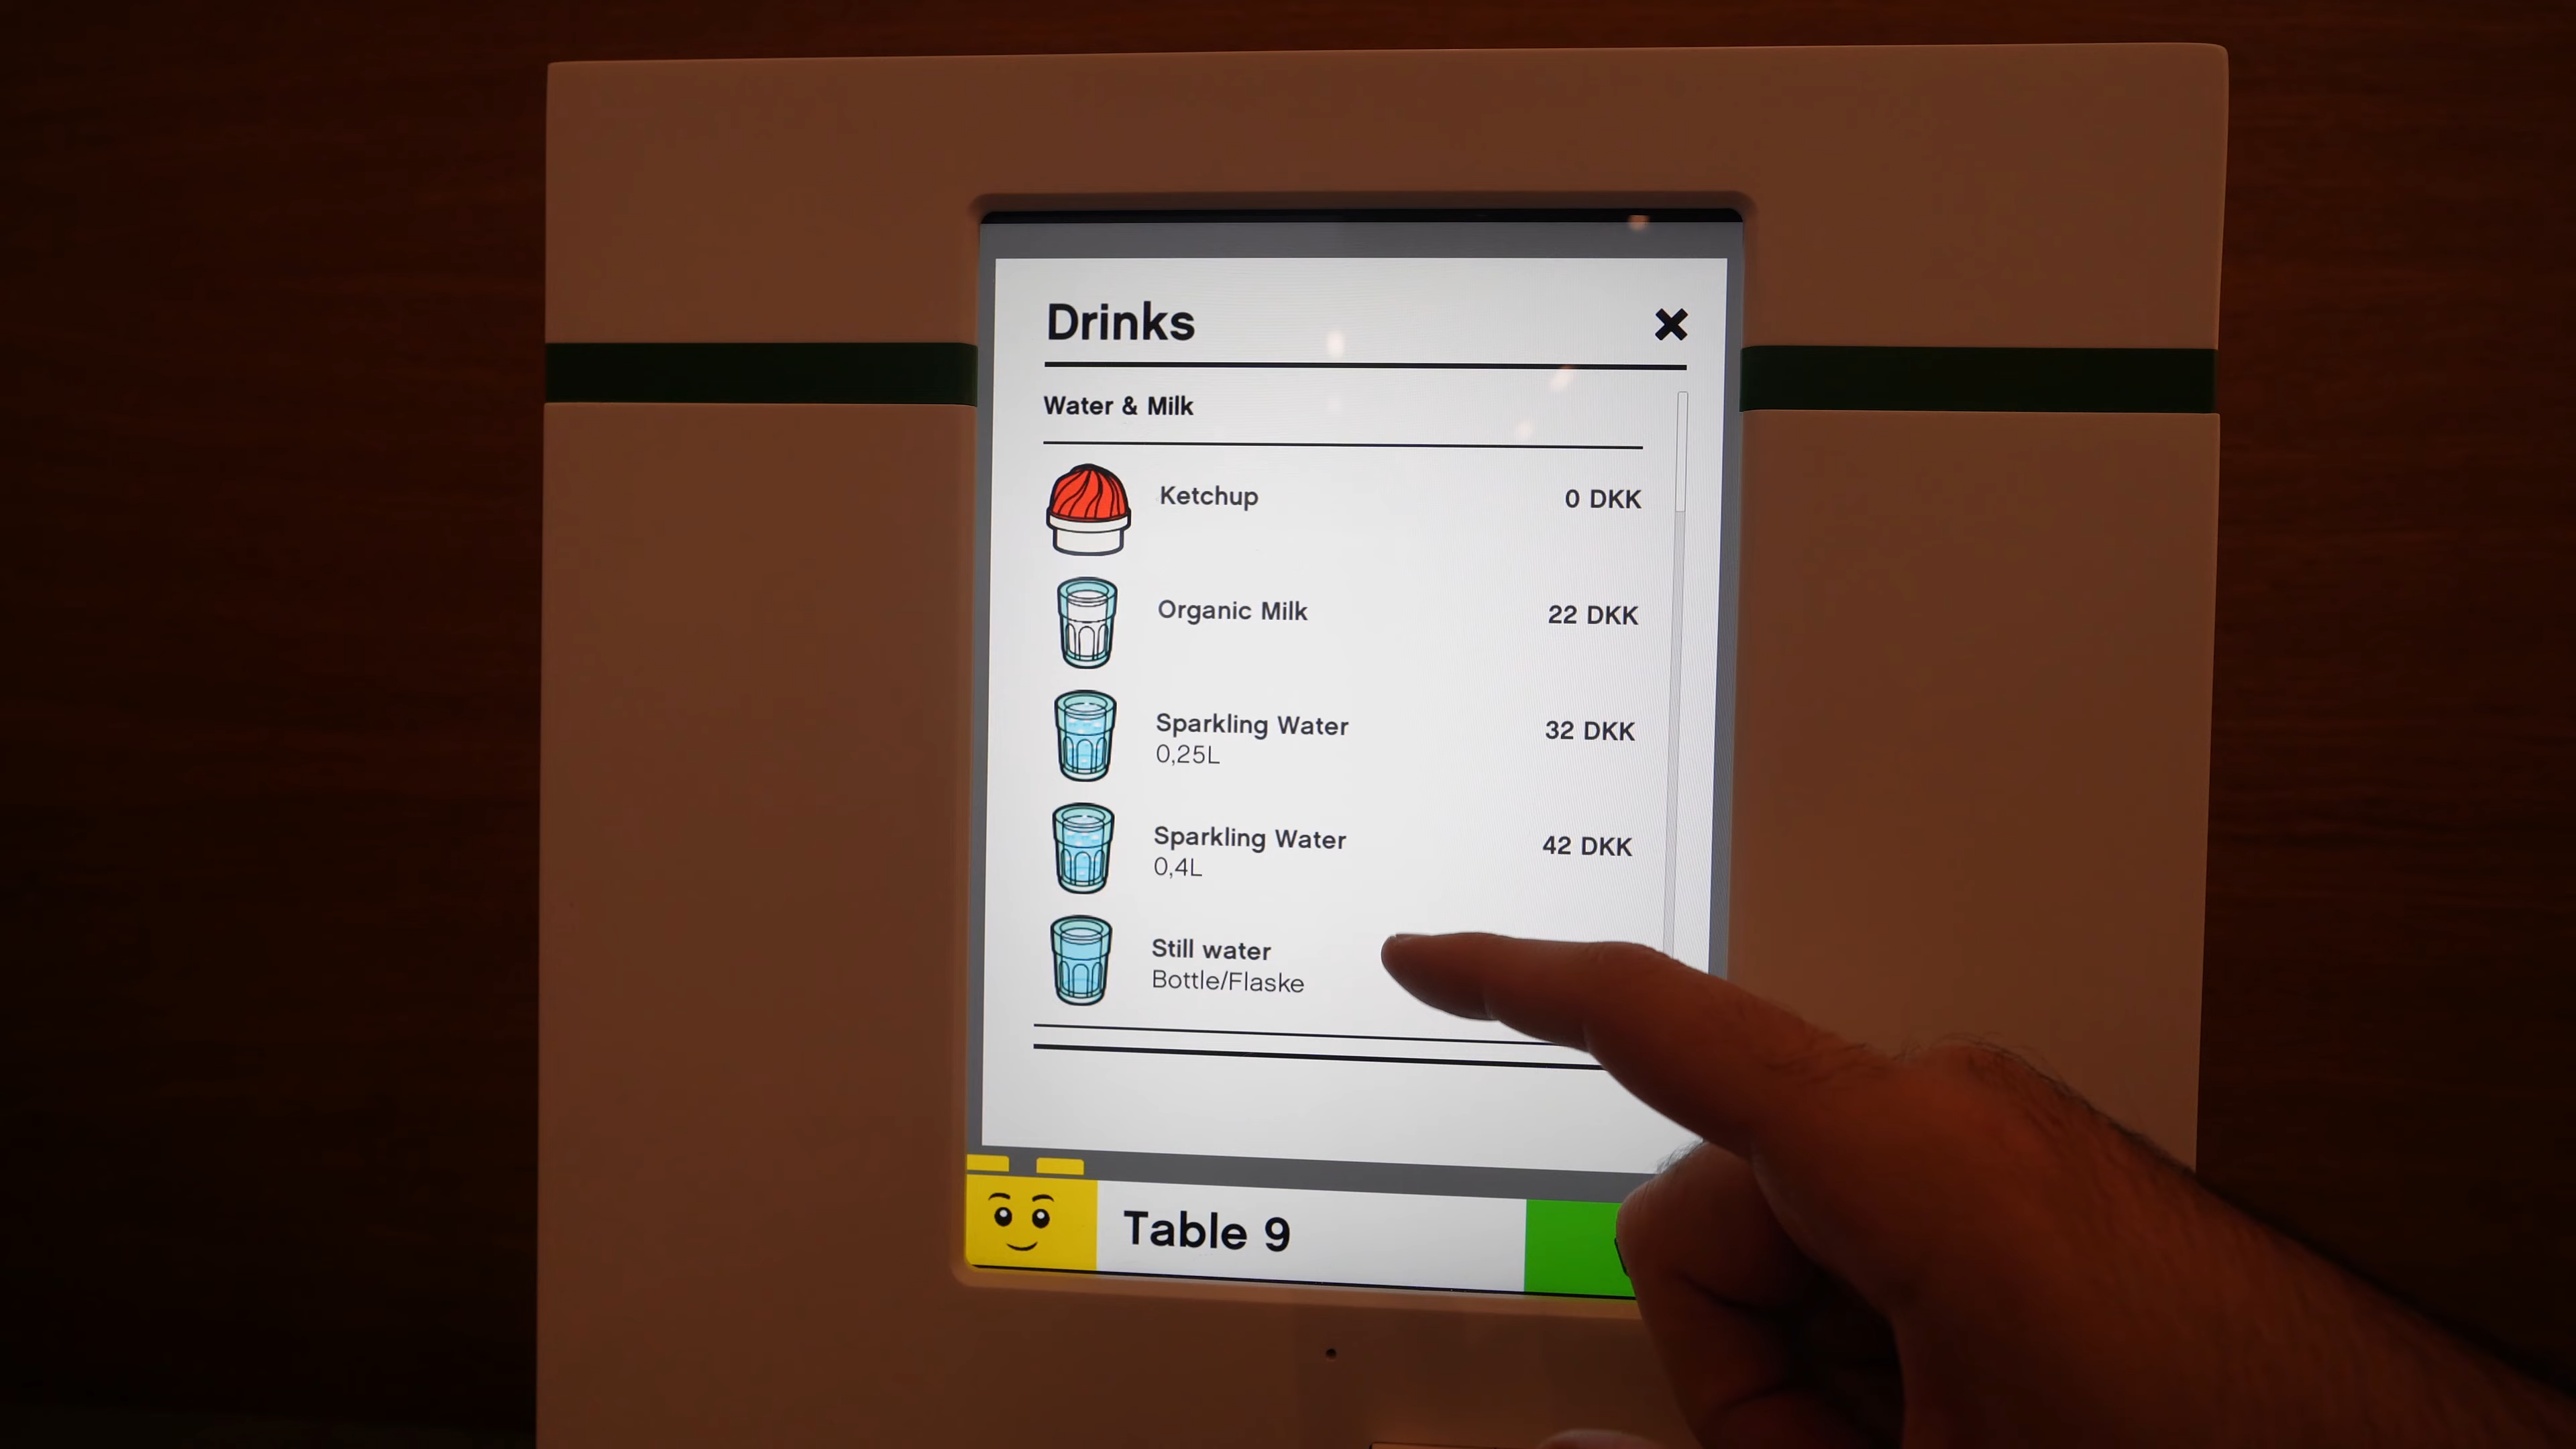 Drinks
Water & Milk
Ketchup 0 DKK
Organic Milk 22 DKK
Sparkling Water 32 DKK
0,25L
Sparkling Water 42 DKK
0,4L
Still water
Bottle/Flaske
Table 9